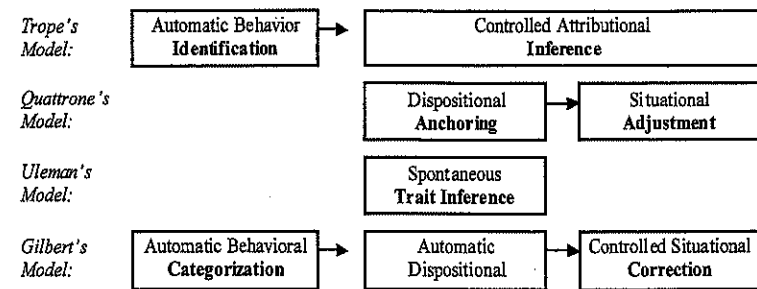 Trope's
Model:
Automatic Behavior
Identification
Controlled Attributional
Inference
Quattrone's
Model:
Dispositional
Anchoring
Situational
Adjustment
Uleman's
Model:
Spontaneous
Trait Inference
Gilbert's
Model:
Automatic Behavioral
Categorization
Automatic
Dispositional
Controlled Situational
Correction